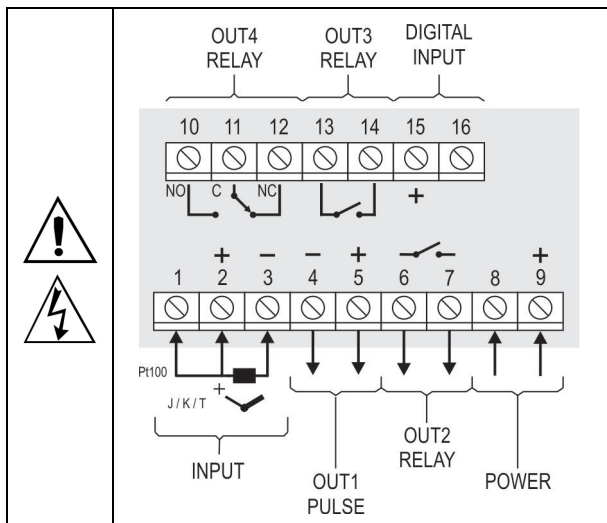 OUT4
RELAY
OUT3
RELAY
DIGITAL
INPUT
10 11 12 13 14 15 16
NO C NC +
+ − − + +
1 2 3 4 5 6 7 8 9
Pt100
+
J / K / T
INPUT
OUT1
PULSE
OUT2
RELAY
POWER